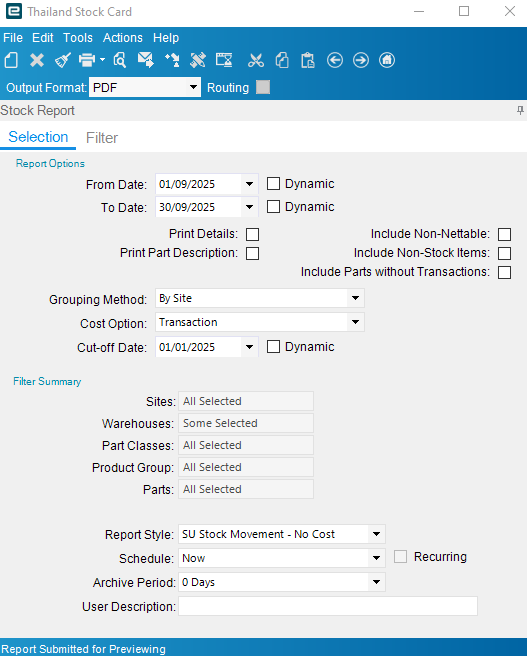 Thailand Stock Card
File Edit Tools Actions Help
Output Format: PDF Routing
Stock Report
Selection Filter
Report Options
From Date: 01/09/2025 Dynamic
To Date: 30/09/2025 Dynamic
Print Details: Include Non-Nettable:
Print Part Description: Include Non-Stock Items:
Include Parts without Transactions:
Grouping Method: By Site
Cost Option: Transaction
Cut-off Date: 01/01/2025 Dynamic
Filter Summary
Sites: All Selected
Warehouses: Some Selected
Part Classes: All Selected
Product Group: All Selected
Parts: All Selected
Report Style: SU Stock Movement - No Cost
Schedule: Now Recurring
Archive Period: 0 Days
User Description:
Report Submitted for Previewing